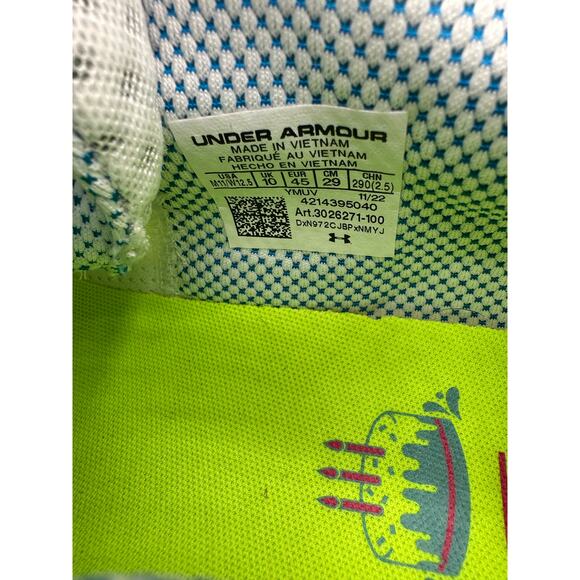 UNDER ARMOUR
MADE IN VIETNAM
FABRIQUÉ AU VIETNAM
HECHO EN VIETNAM
USA UK EUR CM CHN
M11/W12.5 10 45 29 290(2.5)
YMUV 11/22
4214395040
Art.3026271-100
DxN972CJBPxNMYJ